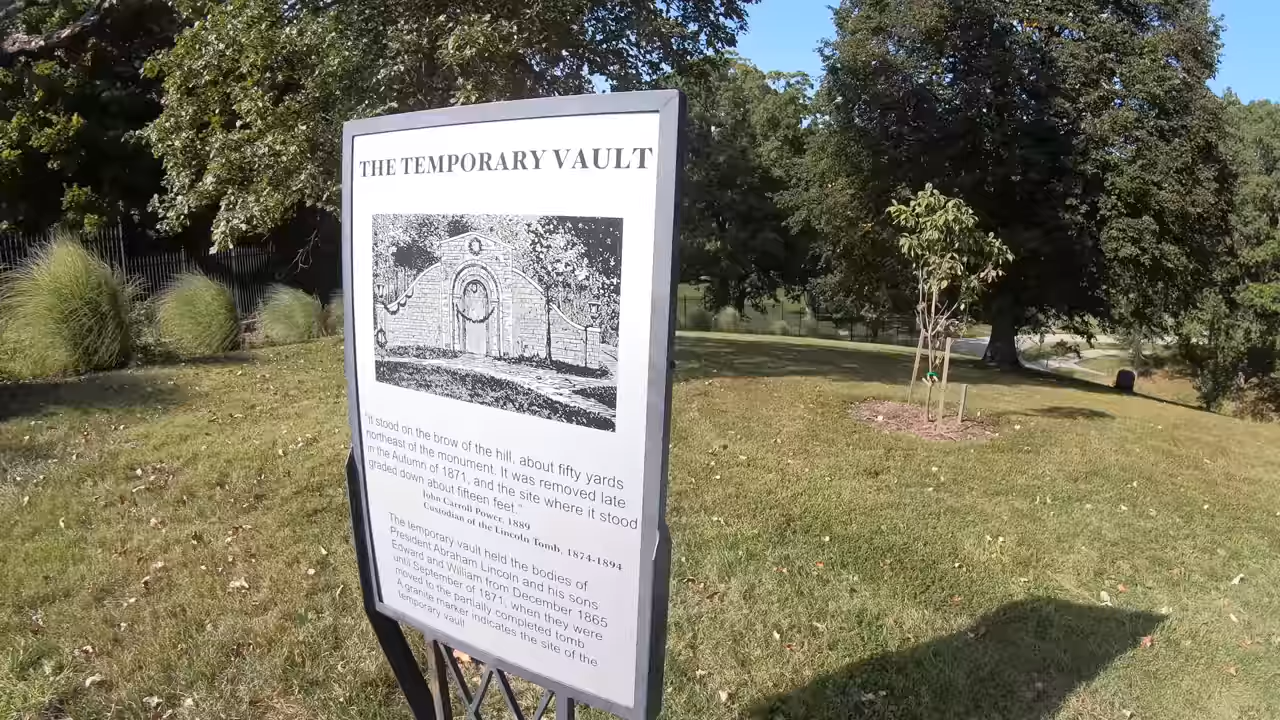 THE TEMPORARY VAULT
"It stood on the brow of the hill, about fifty yards
northeast of the monument. It was removed late
in the Autumn of 1871, and the site where it stood
graded down about fifteen feet."
John Carroll Power, 1889
Custodian of the Lincoln Tomb, 1874-1894
The temporary vault held the bodies of
President Abraham Lincoln and his sons
Edward and William from December 1865
until September of 1871, when they were
moved to the partially completed tomb
A granite marker indicates the site of the
temporary vault